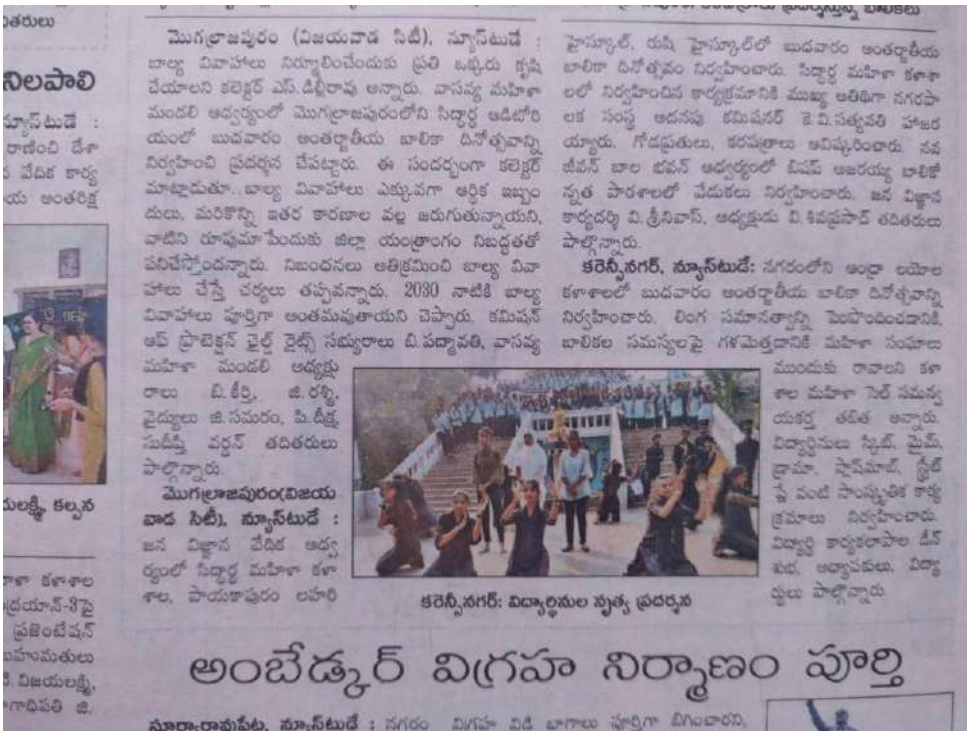 తరులు
నిలపాలి
న్యూస్‌టుడే :
రాణించి దేశా
వేదిక కార్య
అంతరిక్ష
కల్పన
కళాశాల
ద్రయాన్-3పై
ప్రజెంటేషన్
విజయలక్ష్మి,
గాధిపతి జి.
మొగల్రాజపురం (విజయవాడ సిటీ), న్యూస్‌టుడే :
బాల్య వివాహాలు నిర్మూలించేందుకు ప్రతి ఒక్కరు కృషి
చేయాలని కలెక్టర్ ఎస్.డిల్లీరావు అన్నారు. వాసవ్య మహిళా
మండలి ఆధ్వర్యంలో మొగల్రాజపురంలోని సిద్ధార్థ ఆడిటోరి
యంలో బుధవారం అంతర్జాతీయ బాలికా దినోత్సవాన్ని
నిర్వహించి ప్రదర్శన చేపట్టారు. ఈ సందర్భంగా కలెక్టర్
మాట్లాడుతూ..బాల్య వివాహాలు ఎక్కువగా ఆర్థిక ఇబ్బం
దులు, మరికొన్ని ఇతర కారణాల వల్ల జరుగుతున్నాయని,
వాటిని రూపుమాపేందుకు జిల్లా యంత్రాంగం నిబద్ధతతో
పనిచేస్తోందన్నారు. నిబంధనలు అతిక్రమించి బాల్య వివా
హాలు చేస్తే చర్యలు తప్పవన్నారు. 2030 నాటికి బాల్య
వివాహాలు పూర్తిగా అంతమవుతాయని చెప్పారు. కమిషన్
ఆఫ్ ప్రొటెక్షన్ ఛైల్డ్ రైట్స్ సభ్యురాలు బి.పద్మావతి, వాసవ్య
మహిళా మండలి అధ్యక్షు
రాలు బి.కీర్తి, జి.రశ్మి,
వైద్యులు జి.సమరం, పి.దీక్ష,
సుదీప్తి వర్ధన్ తదితరులు
పాల్గొన్నారు.
మొగల్రాజపురం(విజయ
వాడ సిటీ), న్యూస్‌టుడే :
జన విజ్ఞాన వేదిక ఆధ్వ
ర్యంలో సిద్ధార్థ మహిళా కళా
శాల, పాయకాపురం లహరి
బాలికలు
హైస్కూల్, రుషి హైస్కూల్‌లో బుధవారం అంతర్జాతీయ
బాలికా దినోత్సవం నిర్వహించారు. సిద్ధార్థ మహిళా కళాశా
లలో నిర్వహించిన కార్యక్రమానికి ముఖ్య అతిథిగా నగరపా
లక సంస్థ అదనపు కమిషనర్ కె.వి.సత్యవతి హాజర
య్యారు. గోడపత్రులు, కరపత్రాలు ఆవిష్కరించారు. నవ
జీవన్ బాల భవన్ ఆధ్వర్యంలో బిషప్ అజరయ్య బాలికో
న్నత పాఠశాలలో వేడుకలు నిర్వహించారు. జన విజ్ఞాన
కార్యదర్శి వి.శ్రీనివాస్, అధ్యక్షుడు వి.శివప్రసాద్ తదితరులు
పాల్గొన్నారు.
కరెన్సీనగర్, న్యూస్‌టుడే: నగరంలోని ఆంధ్రా లయోల
కళాశాలలో బుధవారం అంతర్జాతీయ బాలికా దినోత్సవాన్ని
నిర్వహించారు. లింగ సమానత్వాన్ని పెంపొందించడానికి,
బాలికల సమస్యలపై గళమెత్తడానికి మహిళా సంఘాలు
ముందుకు రావాలని కళా
శాల మహిళా సెల్ సమన్వ
యకర్త అన్నారు.
విద్యార్థినులు స్కిట్, మైమ్,
డ్రామా, ఫ్లాష్‌మాబ్, స్ట్రీట్
ప్లే వంటి సాంస్కృతిక కార్య
క్రమాలు నిర్వహించారు.
విద్యార్థి కార్యకలాపాల డీన్
శుభ, అధ్యాపకులు, విద్యా
ర్థులు పాల్గొన్నారు.
కరెన్సీనగర్: విద్యార్థినుల నృత్య ప్రదర్శన
అంబేడ్కర్ విగ్రహ నిర్మాణం పూర్తి
సూర్యారావుపేట, న్యూస్‌టుడే : నగరం
విగ్రహ విడి భాగాలు పూర్తిగా బిగించారని,